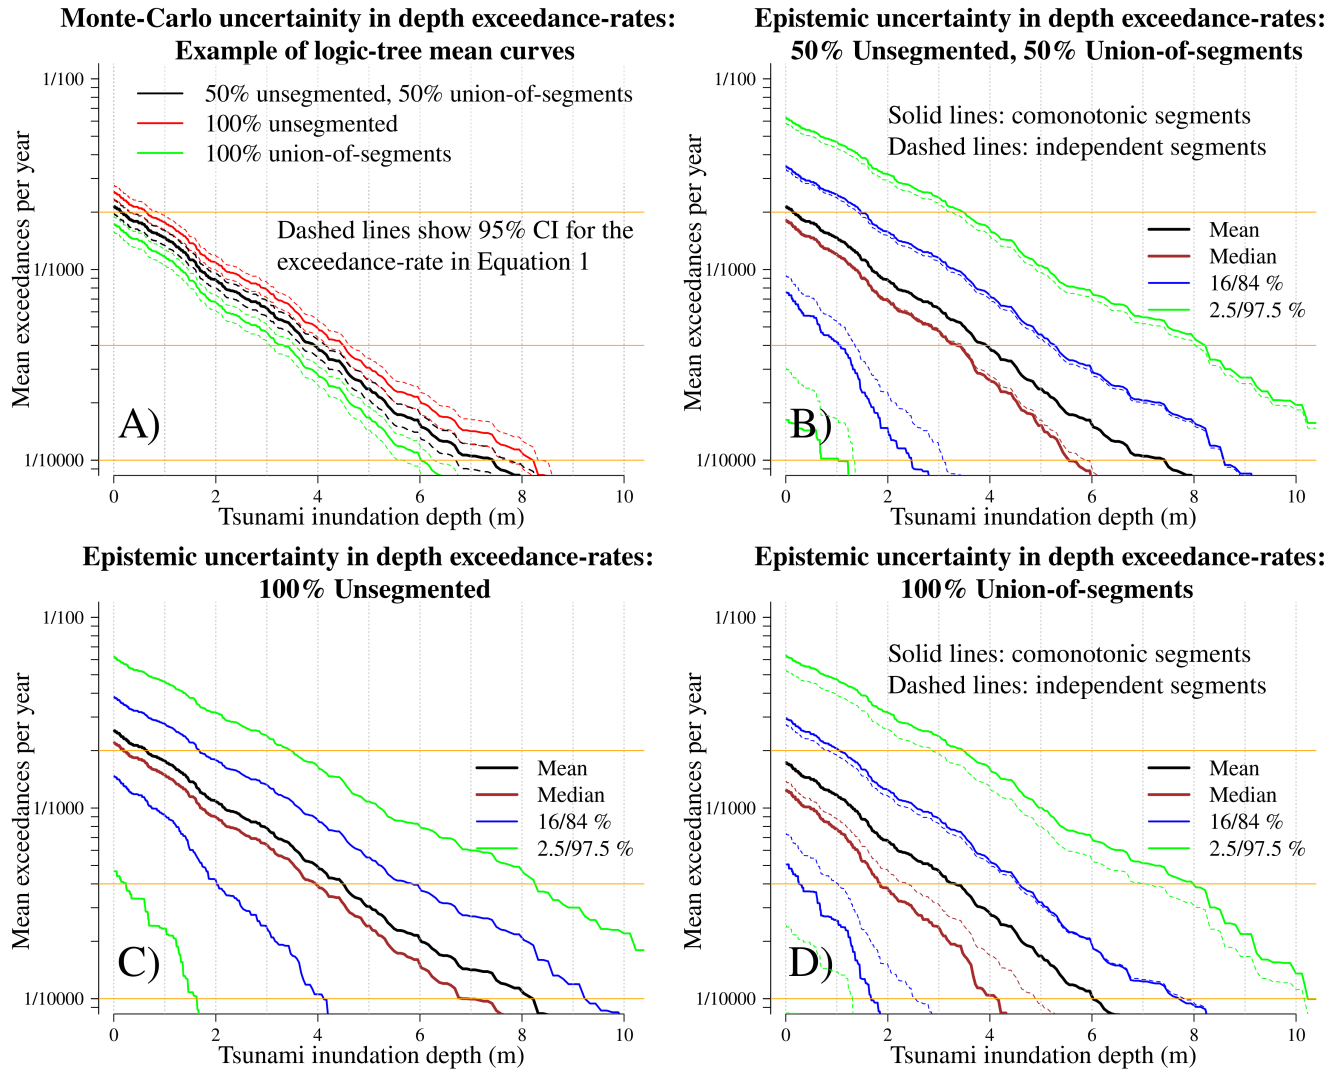 Monte-Carlo uncertainity in depth exceedance-rates:
Example of logic-tree mean curves
1/100
1/1000
1/10000
Mean exceedances per year
50% unsegmented, 50% union-of-segments
100% unsegmented
100% union-of-segments
Dashed lines show 95% CI for the
exceedance-rate in Equation 1
A)
0 2 4 6 8 10
Tsunami inundation depth (m)
Epistemic uncertainty in depth exceedance-rates:
50% Unsegmented, 50% Union-of-segments
1/100
1/1000
1/10000
Mean exceedances per year
Solid lines: comonotonic segments
Dashed lines: independent segments
Mean
Median
16/84 %
2.5/97.5 %
B)
0 2 4 6 8 10
Tsunami inundation depth (m)
Epistemic uncertainty in depth exceedance-rates:
100% Unsegmented
1/100
1/1000
1/10000
Mean exceedances per year
Mean
Median
16/84 %
2.5/97.5 %
C)
0 2 4 6 8 10
Tsunami inundation depth (m)
Epistemic uncertainty in depth exceedance-rates:
100% Union-of-segments
1/100
1/1000
1/10000
Mean exceedances per year
Solid lines: comonotonic segments
Dashed lines: independent segments
Mean
Median
16/84 %
2.5/97.5 %
D)
0 2 4 6 8 10
Tsunami inundation depth (m)